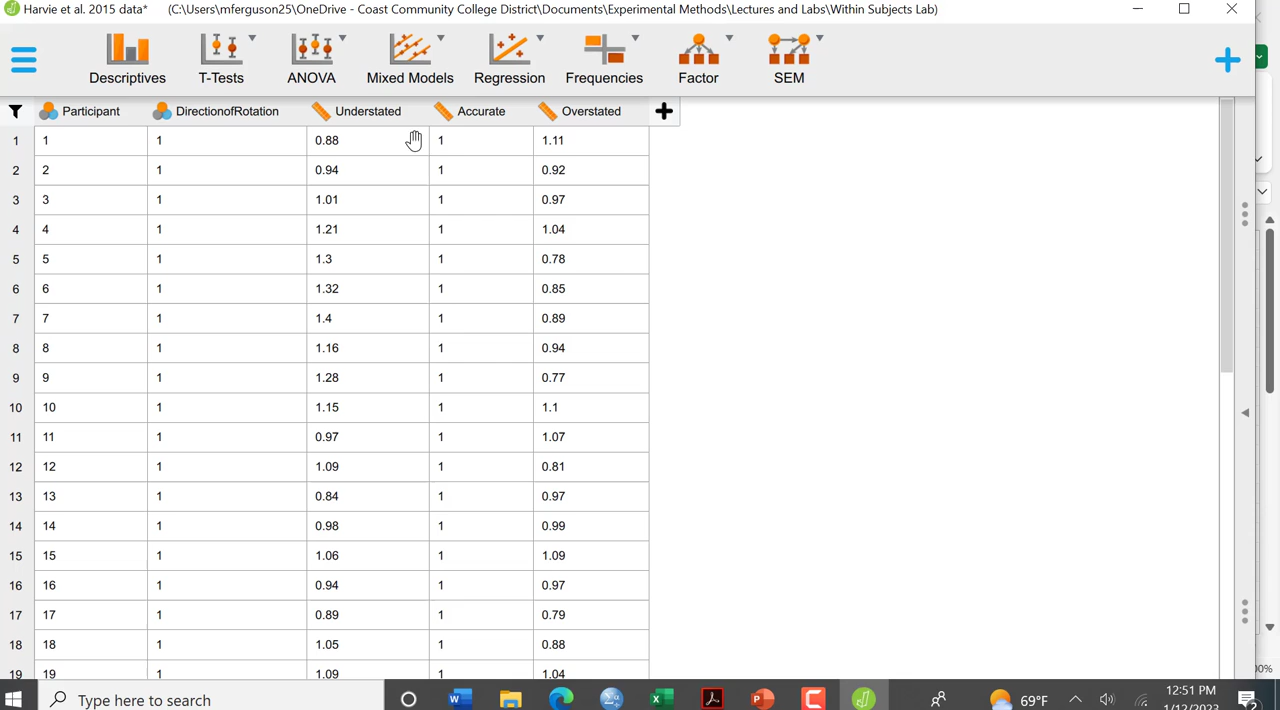 Harvie et al. 2015 data* (C:\Users\mferguson25\OneDrive - Coast Community College District\Documents\Experimental Methods\Lectures and Labs\Within Subjects Lab)
Descriptives T-Tests ANOVA Mixed Models Regression Frequencies Factor SEM
Participant DirectionofRotation Understated Accurate Overstated
1 1 1 0.88 1 1.11
2 2 1 0.94 1 0.92
3 3 1 1.01 1 0.97
4 4 1 1.21 1 1.04
5 5 1 1.3 1 0.78
6 6 1 1.32 1 0.85
7 7 1 1.4 1 0.89
8 8 1 1.16 1 0.94
9 9 1 1.28 1 0.77
10 10 1 1.15 1 1.1
11 11 1 0.97 1 1.07
12 12 1 1.09 1 0.81
13 13 1 0.84 1 0.97
14 14 1 0.98 1 0.99
15 15 1 1.06 1 1.09
16 16 1 0.94 1 0.97
17 17 1 0.89 1 0.79
18 18 1 1.05 1 0.88
19 19 1 1.09 1 1.04
Type here to search
69°F
12:51 PM
1/12/2023